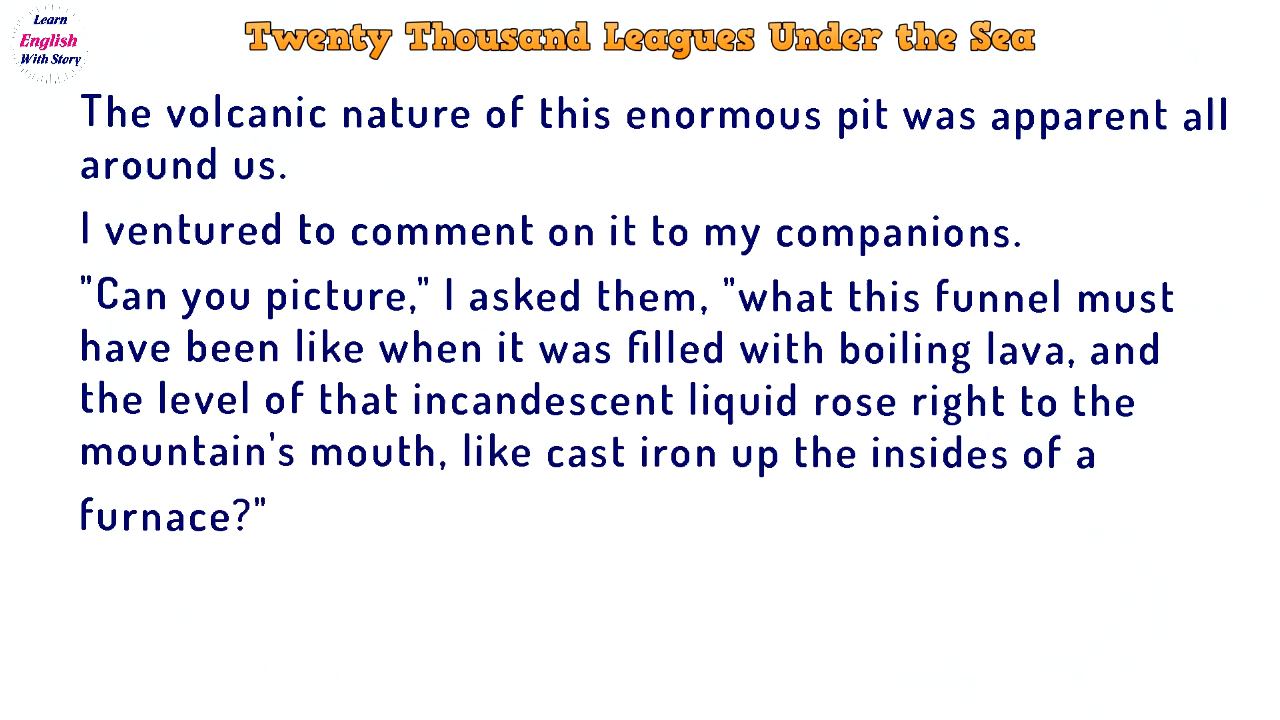 Learn
English
With Story
Twenty Thousand Leagues Under the Sea
The volcanic nature of this enormous pit was apparent all
around us.
I ventured to comment on it to my companions.
"Can you picture," I asked them, "what this funnel must
have been like when it was filled with boiling lava, and
the level of that incandescent liquid rose right to the
mountain's mouth, like cast iron up the insides of a
furnace?"